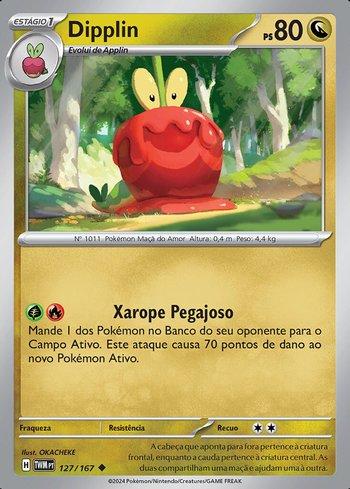 ESTÁGIO 1
Dipplin
PS 80
Evolui de Applin
Nº 1011 Pokémon Maçã do Amor Altura: 0,4 m Peso: 4,4 kg
Xarope Pegajoso
Mande 1 dos Pokémon no Banco do seu oponente para o
Campo Ativo. Este ataque causa 70 pontos de dano ao
novo Pokémon Ativo.
Fraqueza Resistência Recuo
Ilust. OKACHEKE
H TWM PT 127/167
A cabeça que aponta para fora pertence à criatura
frontal, enquanto a cauda pertence à criatura central. As
duas compartilham uma maçã e ajudam uma à outra.
©2024 Pokémon/Nintendo/Creatures/GAME FREAK